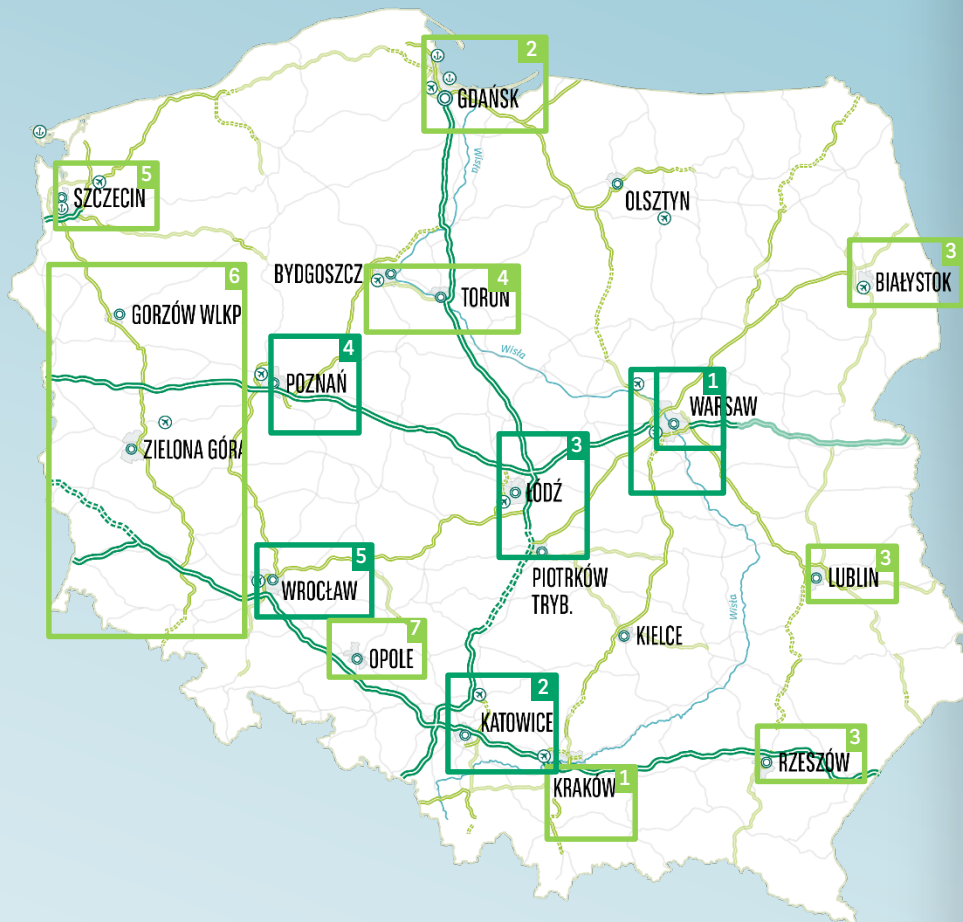 2
GDAŃSK
Wisła
5
SZCZECIN
OLSZTYN
3
BIAŁYSTOK
6
BYDGOSZCZ
4
TORUŃ
GORZÓW WLKP
4
POZNAŃ
Wisła
1
WARSAW
ZIELONA GÓRA
3
ŁÓDŹ
5
WROCŁAW
PIOTRKÓW
TRYB.
3
LUBLIN
Wisła
7
OPOLE
KIELCE
2
KATOWICE
3
RZESZÓW
KRAKÓW
1